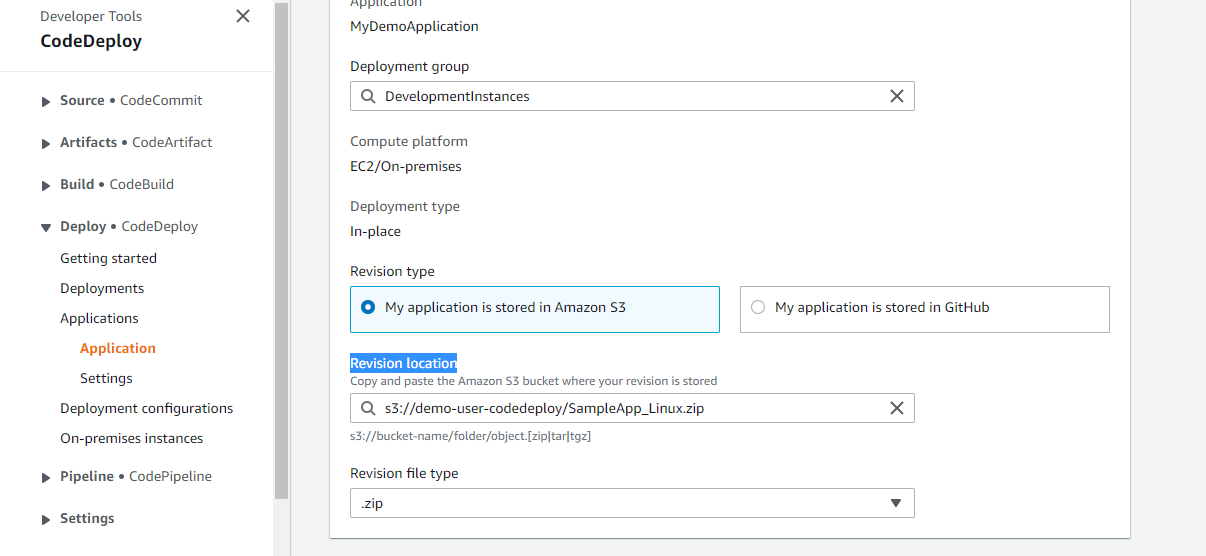 Developer Tools
CodeDeploy
Source • CodeCommit
Artifacts • CodeArtifact
Build • CodeBuild
Deploy • CodeDeploy
Getting started
Deployments
Applications
Application
Settings
Deployment configurations
On-premises instances
Pipeline • CodePipeline
Settings
Application
MyDemoApplication
Deployment group
DevelopmentInstances
Compute platform
EC2/On-premises
Deployment type
In-place
Revision type
My application is stored in Amazon S3
My application is stored in GitHub
Revision location
Copy and paste the Amazon S3 bucket where your revision is stored
s3://demo-user-codedeploy/SampleApp_Linux.zip
s3://bucket-name/folder/object.[zip|tar|tgz]
Revision file type
.zip